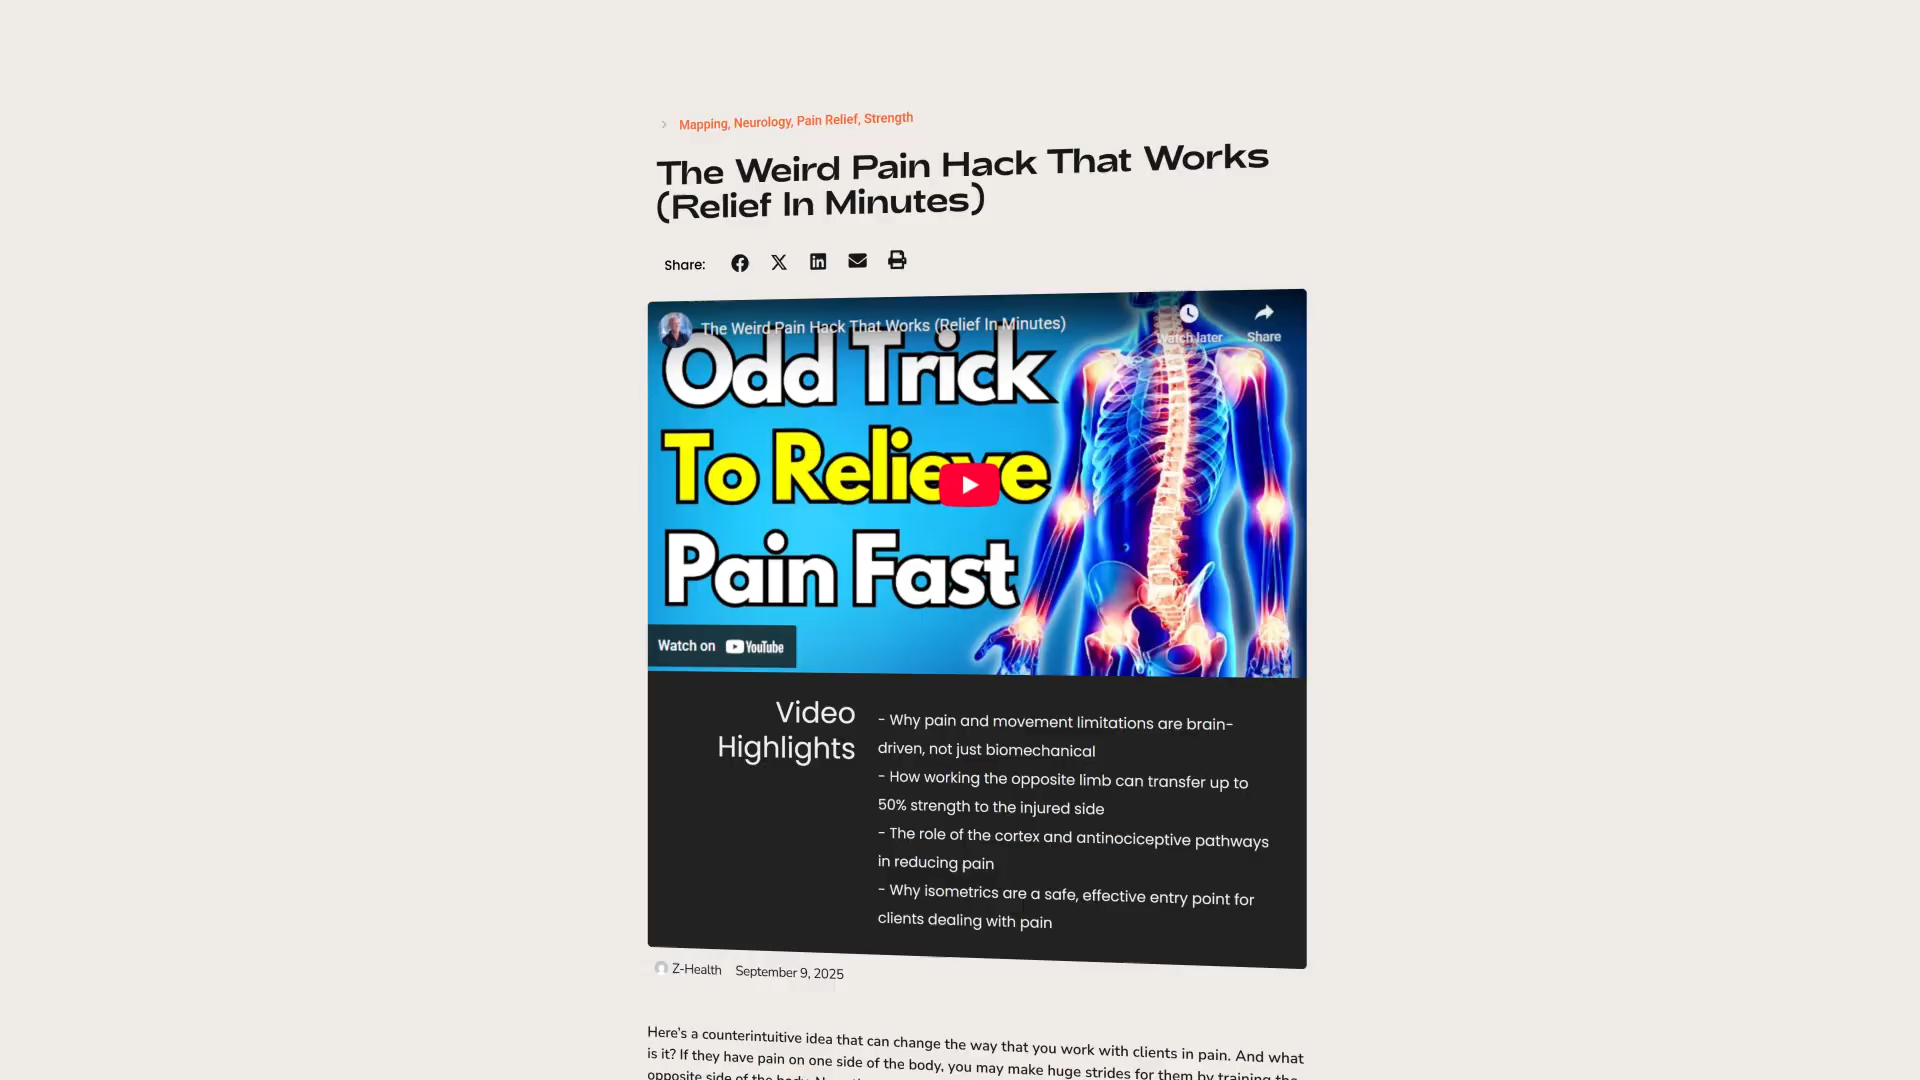 Mapping, Neurology, Pain Relief, Strength
The Weird Pain Hack That Works
(Relief In Minutes)
Share:
The Weird Pain Hack That Works (Relief In Minutes)
Watch later
Share
Odd Trick
To Relieve
Pain Fast
Watch on YouTube
Video
Highlights
- Why pain and movement limitations are brain-
driven, not just biomechanical
- How working the opposite limb can transfer up to
50% strength to the injured side
- The role of the cortex and antinociceptive pathways
in reducing pain
- Why isometrics are a safe, effective entry point for
clients dealing with pain
Z-Health September 9, 2025
Here's a counterintuitive idea that can change the way that you work with clients in pain. And what
is it? If they have pain on one side of the body, you may make huge strides for them by training the
opposite side of the body.